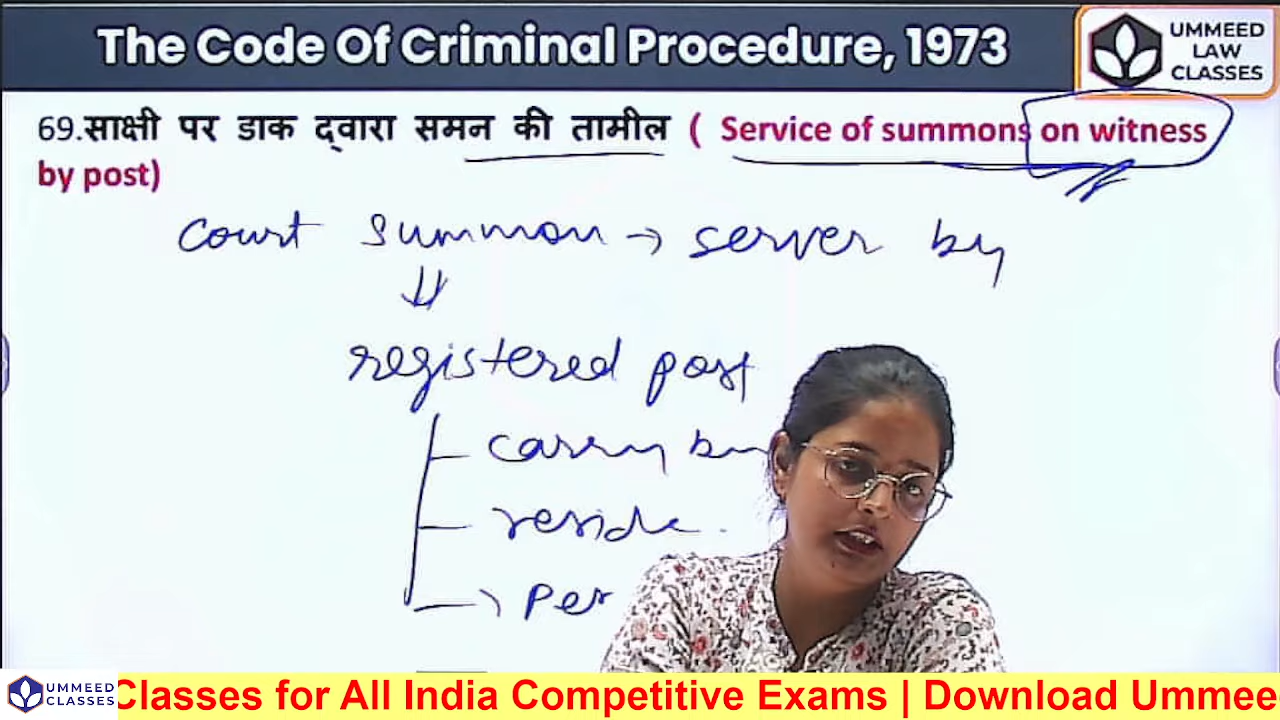 The Code Of Criminal Procedure, 1973
UMMEED
LAW
CLASSES
69.साक्षी पर डाक द्वारा समन की तामील ( Service of summons on witness
by post)
court summon → server by
registered post
carry by
reside.
→ Per
UMMEED
CLASSES
Classes for All India Competitive Exams | Download Ummee